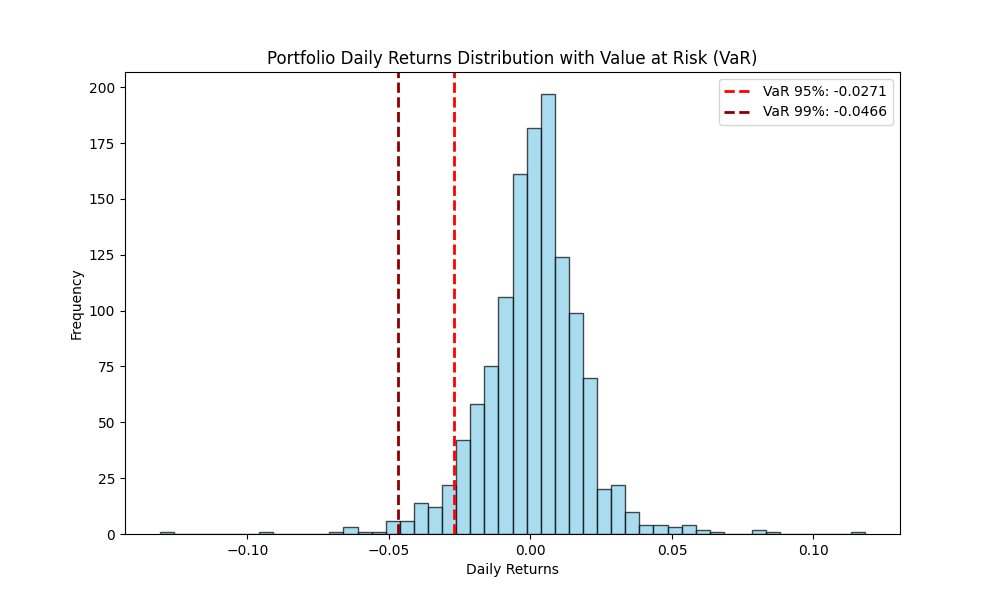 Portfolio Daily Returns Distribution with Value at Risk (VaR)
VaR 95%: -0.0271
VaR 99%: -0.0466
200
175
150
125
100
75
50
25
0
Frequency
−0.10
−0.05
0.00
0.05
0.10
Daily Returns